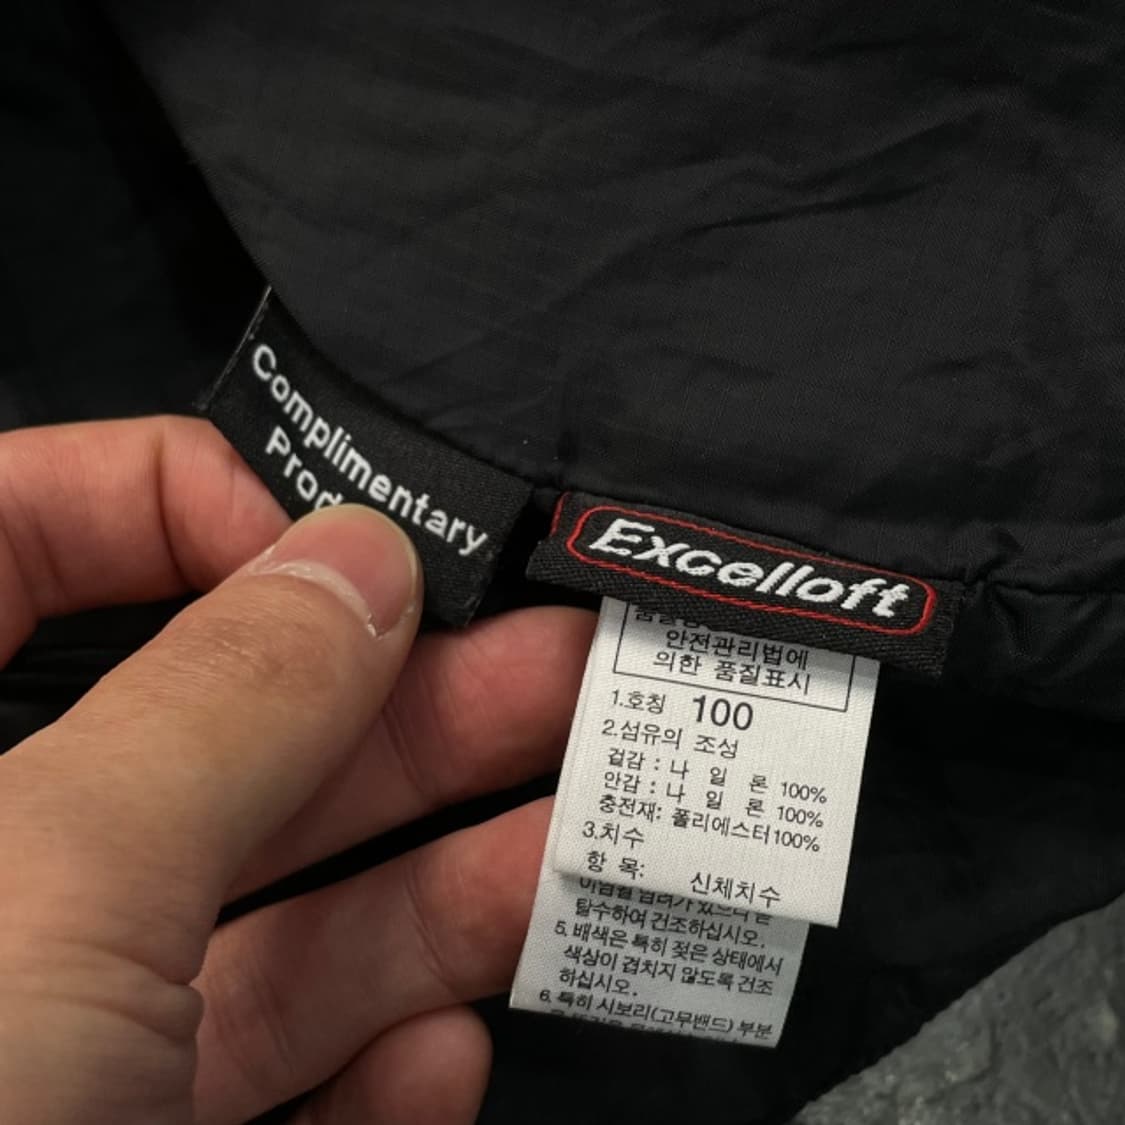 Complimentary
Excelloft
안전관리법에
의한 품질표시
1.호칭 100
2.섬유의 조성
겉감 : 나 일 론 100%
안감 : 나 일 론 100%
충전재: 폴리에스터100%
3.치수
항 목: 신체치수
탈수하여 건조하십시오.
5. 배색은 특히 젖은 상태에서
색상이 겹치지 않도록 건조
하십시오.
6. 특히 시보리(고무밴드) 부분